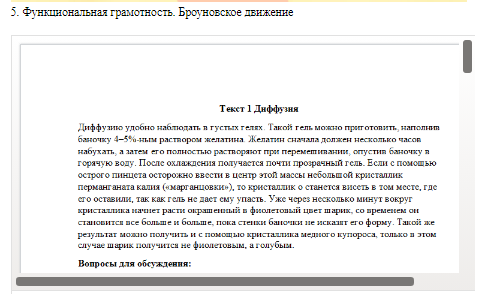 5. Функциональная грамотность. Броуновское движение
Текст 1 Диффузия
Диффузию удобно наблюдать в густых гелях. Такой гель можно приготовить, наполнив
баночку 4–5%-ным раствором желатина. Желатин сначала должен несколько часов
набухать, а затем его полностью растворяют при перемешивании, опустив баночку в
горячую воду. После охлаждения получается почти прозрачный гель. Если с помощью
острого пинцета осторожно ввести в центр этой массы небольшой кристаллик
перманганата калия («марганцовки»), то кристаллик о станется висеть в том месте, где
его оставили, так как гель не дает ему упасть. Уже через несколько минут вокруг
кристаллика начнет расти окрашенный в фиолетовый цвет шарик, со временем он
становится все больше и больше, пока стенки баночки не исказят его форму. Такой же
результат можно получить и с помощью кристаллика медного купороса, только в этом
случае шарик получится не фиолетовым, а голубым.
Вопросы для обсуждения: